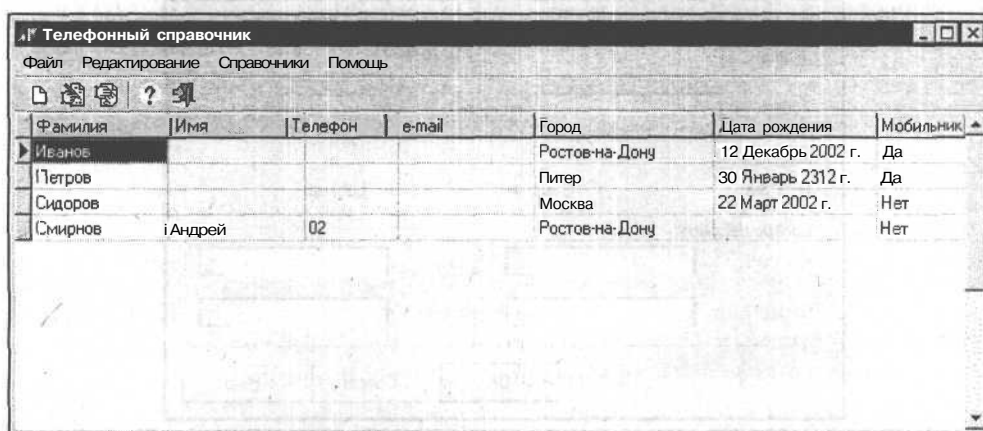 Телефонный справочник
Файл Редактирование Справочники Помощь
?
Фамилия Имя Телефон e-mail Город Дата рождения Мобильник
Иванов Ростов-на-Дону 12 Декабрь 2002 г. Да
Петров Питер 30 Январь 2312 г. Да
Сидоров Москва 22 Март 2002 г. Нет
Смирнов Андрей 02 Ростов-на-Дону Нет